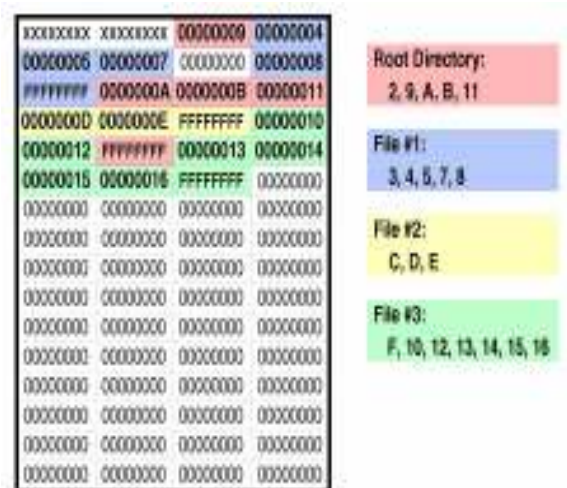 XXXXXXXX XXXXXXXX 00000009 00000004
00000005 00000007 00000000 00000008
FFFFFFFF 0000000A 0000000B 00000011
0000000D 0000000E FFFFFFFF 00000010
00000012 FFFFFFFF 00000013 00000014
00000015 00000016 FFFFFFFF 00000000
00000000 00000000 00000000 00000000
00000000 00000000 00000000 00000000
00000000 00000000 00000000 00000000
00000000 00000000 00000000 00000000
00000000 00000000 00000000 00000000
00000000 00000000 00000000 00000000
00000000 00000000 00000000 00000000
00000000 00000000 00000000 00000000
00000000 00000000 00000000 00000000
00000000 00000000 00000000 00000000
Root Directory:
2, 9, A, B, 11
File #1:
3, 4, 5, 7, 8
File #2:
C, D, E
File #3:
F, 10, 12, 13, 14, 15, 16